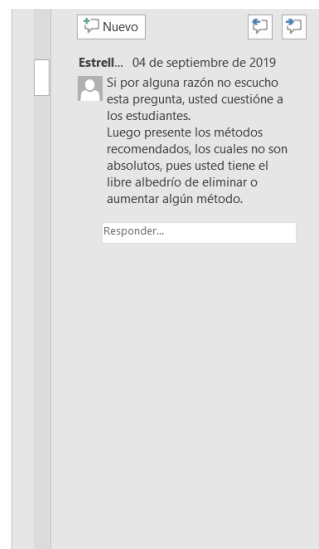 Nuevo
Estrell... 04 de septiembre de 2019
Si por alguna razón no escucho
esta pregunta, usted cuestióne a
los estudiantes.
Luego presente los métodos
recomendados, los cuales no son
absolutos, pues usted tiene el
libre albedrío de eliminar o
aumentar algún método.
Responder...